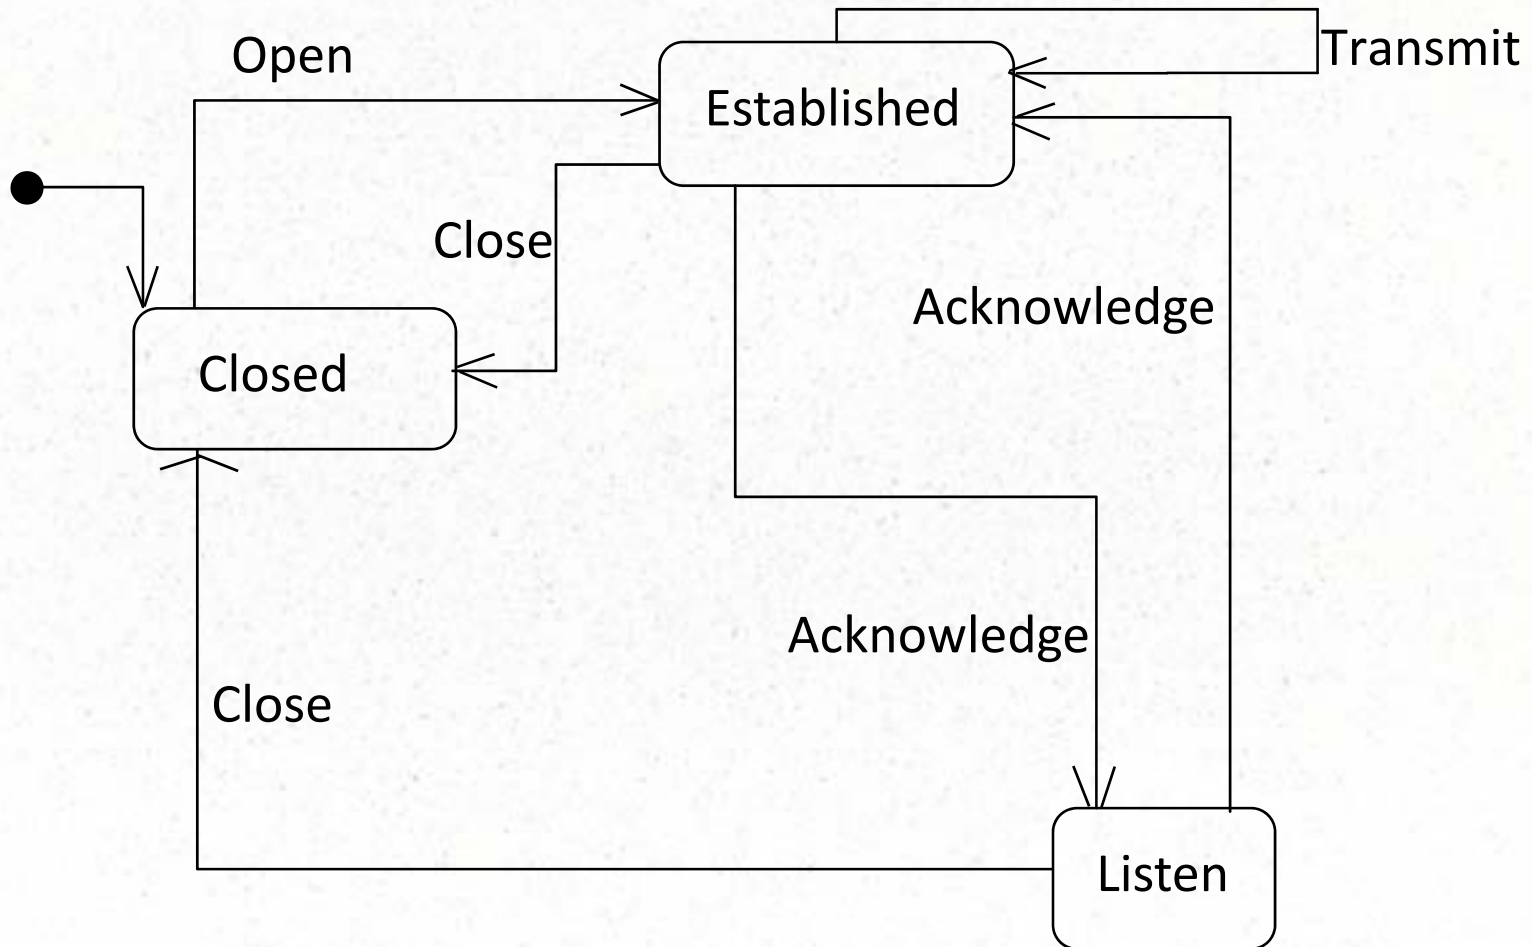 Open
Transmit
Established
Close
Acknowledge
Closed
Acknowledge
Close
Listen